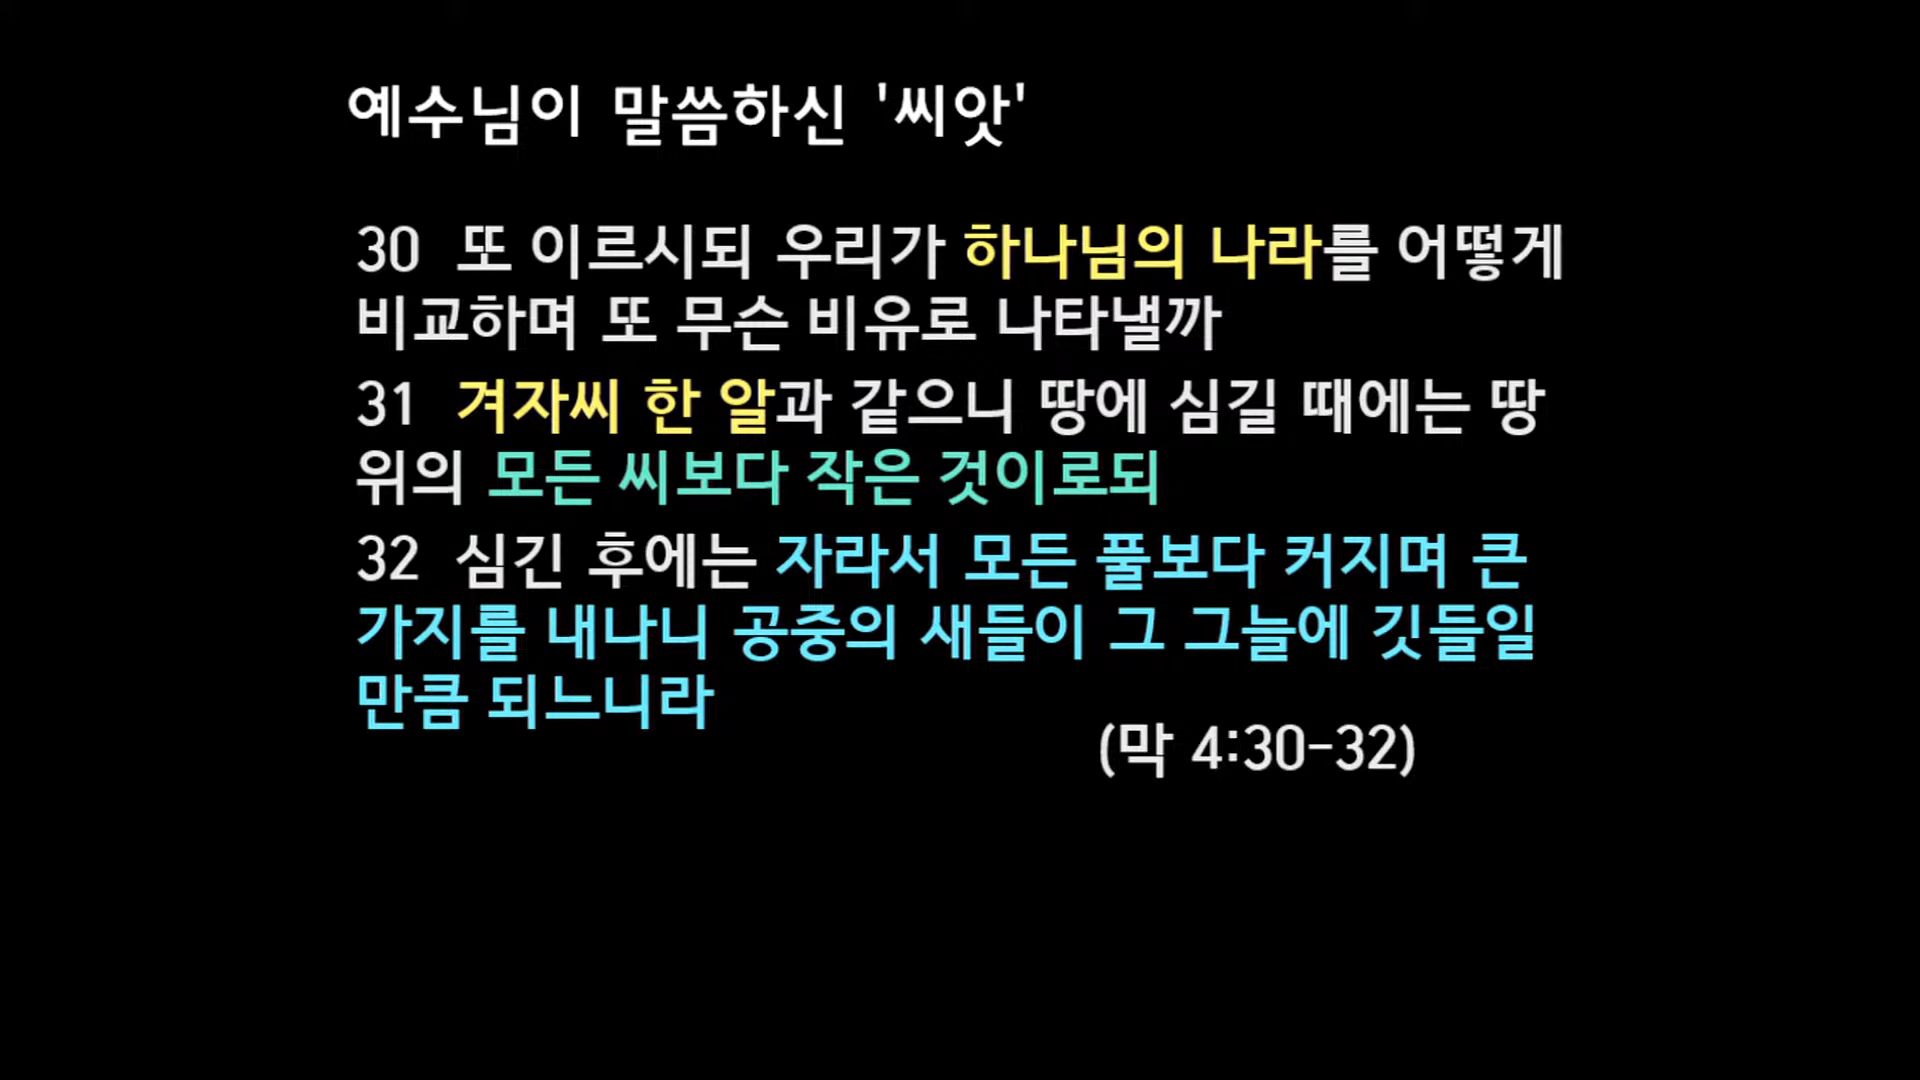 예수님이 말씀하신 '씨앗'
30 또 이르시되 우리가 하나님의 나라를 어떻게
비교하며 또 무슨 비유로 나타낼까
31 겨자씨 한 알과 같으니 땅에 심길 때에는 땅
위의 모든 씨보다 작은 것이로되
32 심긴 후에는 자라서 모든 풀보다 커지며 큰
가지를 내나니 공중의 새들이 그 그늘에 깃들일
만큼 되느니라
(막 4:30-32)